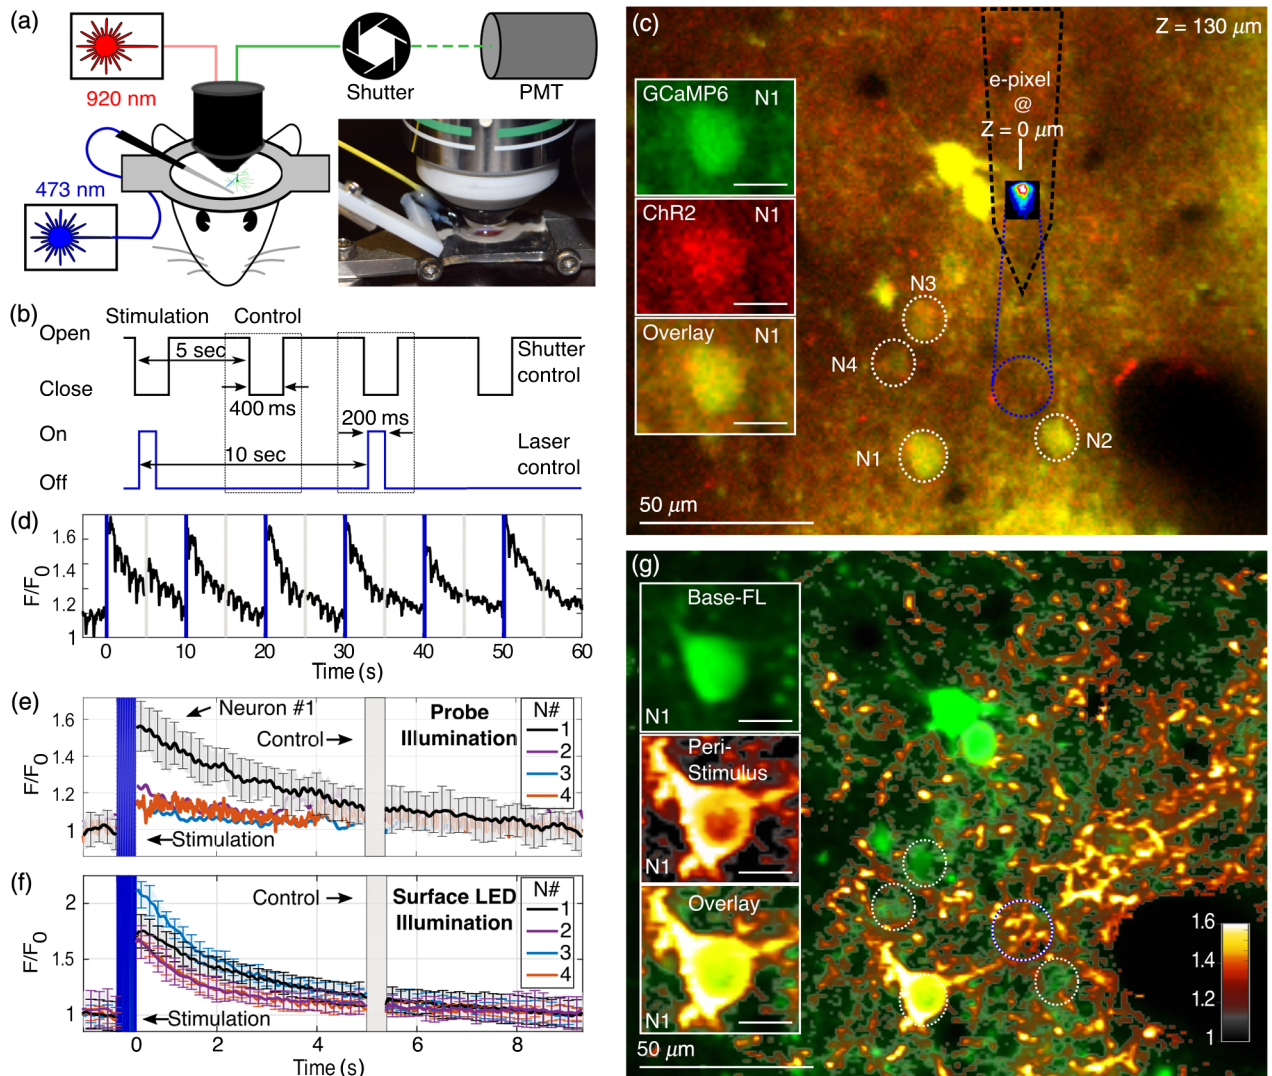 (a)
920 nm
473 nm
Shutter
PMT
(b)
Stimulation
Control
Open
5 sec
Shutter
control
Close
400 ms
200 ms
On
10 sec
Laser
control
Off
(c)
Z = 130 μm
e-pixel
@
Z = 0 μm
GCaMP6
N1
ChR2
N1
Overlay
N1
N3
N4
N1
N2
50 μm
(d)
F/F0
1.6
1.4
1.2
1
0
10
20
30
40
50
60
Time (s)
(e)
F/F0
1.6
1.4
1.2
1
Neuron #1
Control
Probe
Illumination
N#
1
2
3
4
Stimulation
0
2
4
6
8
(f)
F/F0
2
1.5
1
Control
Surface LED
Illumination
N#
1
2
3
4
Stimulation
0
2
4
6
8
Time (s)
(g)
Base-FL
N1
Peri-
Stimulus
N1
Overlay
N1
50 μm
1.6
1.4
1.2
1